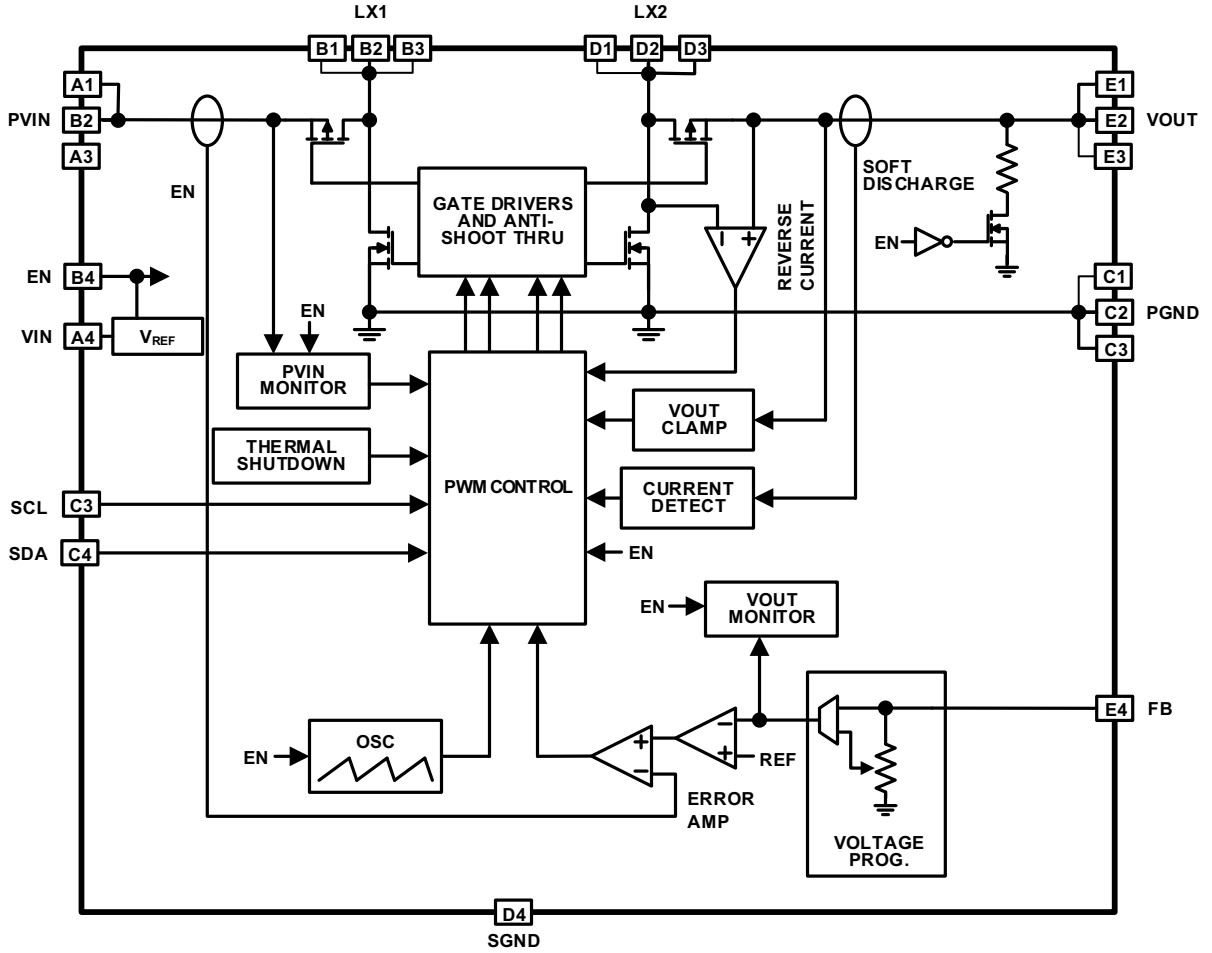 LX1 LX2
B1 B2 B3 D1 D2 D3
A1 E1
PVIN B2 E2 VOUT
A3 E3
EN
SOFT
DISCHARGE
REVERSE
CURRENT
GATE DRIVERS
AND ANTI-
SHOOT THRU
− +
EN
EN B4 C1
EN
C2 PGND
VIN A4 VREF
C3
PVIN
MONITOR
VOUT
CLAMP
THERMAL
SHUTDOWN
PWM CONTROL
CURRENT
DETECT
SCL C3
SDA C4
EN
EN
VOUT
MONITOR
E4 FB
OSC
EN
+
−
−
+
REF
ERROR
AMP
VOLTAGE
PROG.
D4
SGND